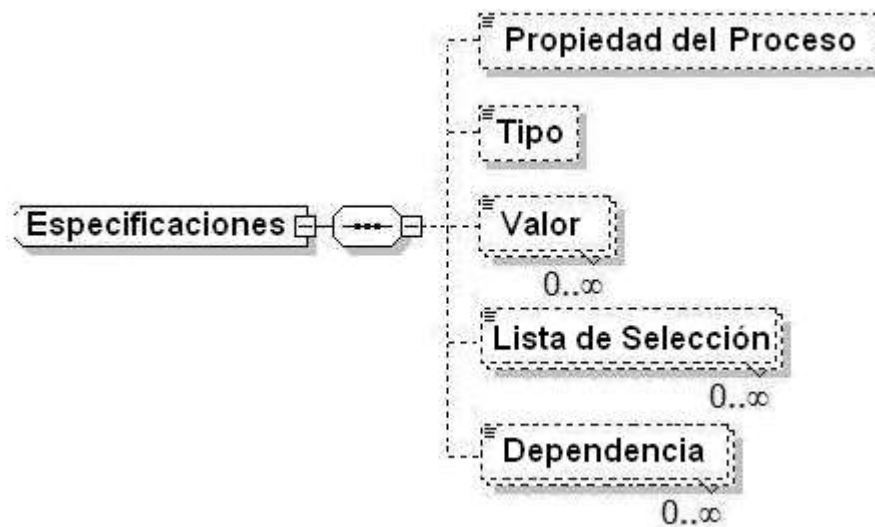 Propiedad del Proceso
Tipo
Especificaciones
Valor
0..∞
Lista de Selección
0..∞
Dependencia
0..∞